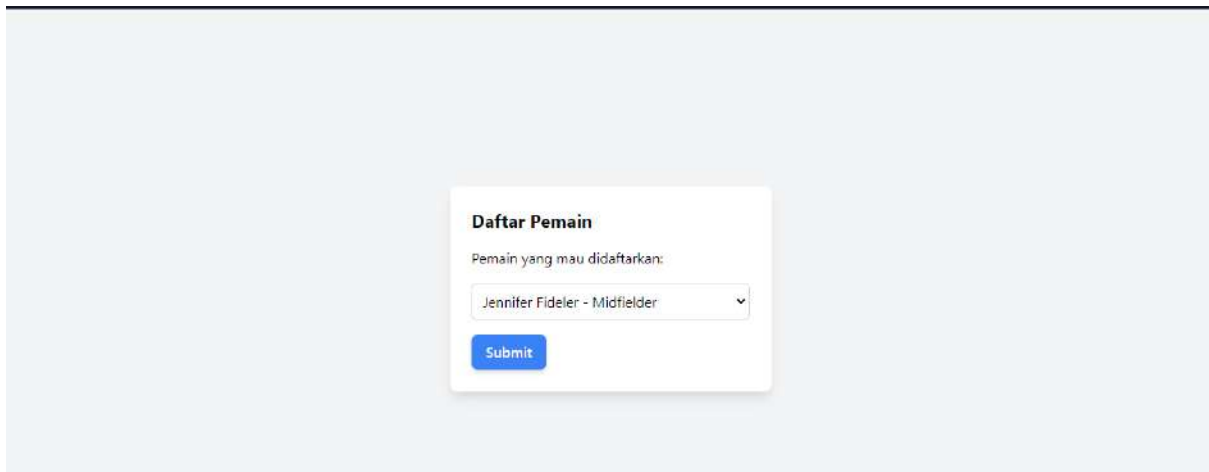 Daftar Pemain
Pemain yang mau didaftarkan:
Jennifer Fideler - Midfielder
Submit